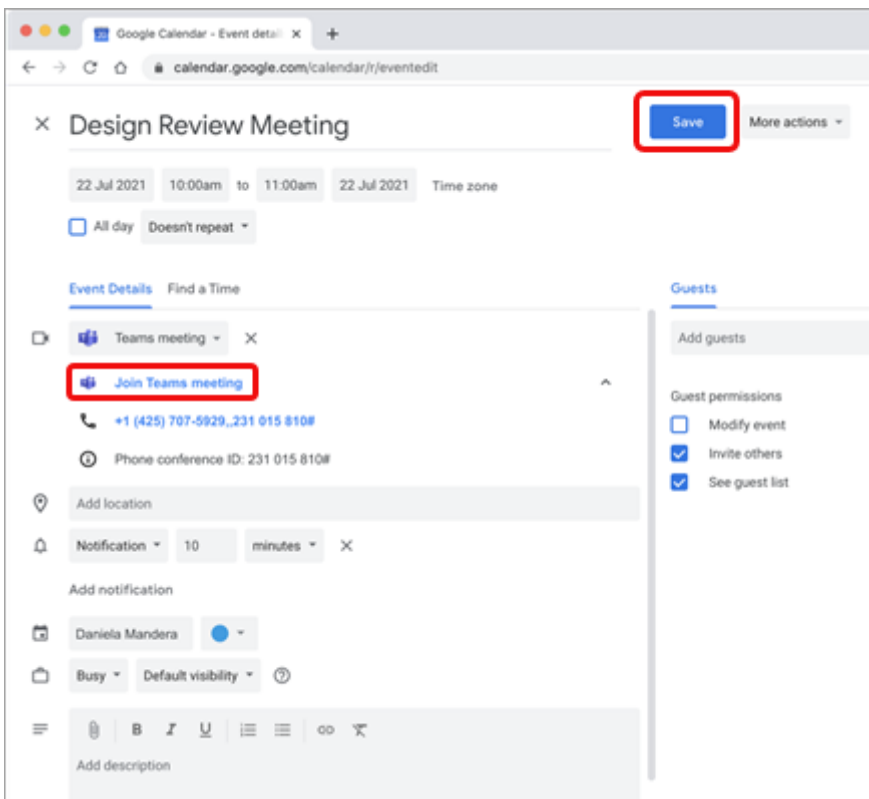 Google Calendar - Event detail
calendar.google.com/calendar/r/eventedit
Design Review Meeting
Save
More actions
22 Jul 2021 10:00am to 11:00am 22 Jul 2021 Time zone
All day Doesn't repeat
Event Details Find a Time
Guests
Teams meeting
Add guests
Join Teams meeting
+1 (425) 707-5929,,231 015 810#
Phone conference ID: 231 015 810#
Guest permissions
Modify event
Invite others
See guest list
Add location
Notification 10 minutes
Add notification
Daniela Mandera
Busy Default visibility
B I U
Add description